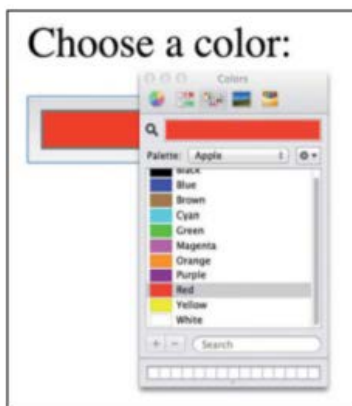 Choose a color:
Colors
Palette: Apple
Black
Blue
Brown
Cyan
Green
Magenta
Orange
Purple
Red
Yellow
White
+ − Search